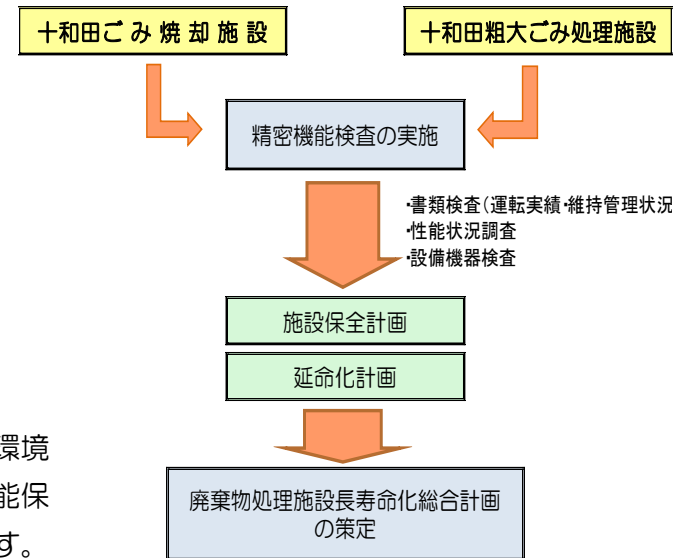 十和田ごみ焼却施設
十和田粗大ごみ処理施設
精密機能検査の実施
・書類検査（運転実績・維持管理状況
・性能状況調査
・設備機器検査
施設保全計画
延命化計画
環境
能保
す。
廃棄物処理施設長寿命化総合計画
の策定